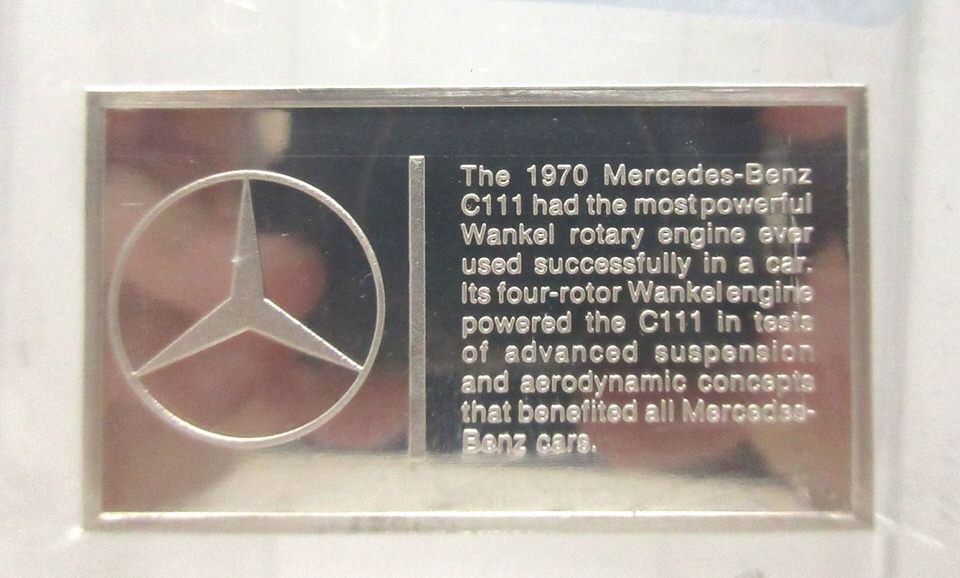 The 1970 Mercedes-Benz
C111 had the most powerful
Wankel rotary engine ever
used successfully in a car.
Its four-rotor Wankel engine
powered the C111 in tests
of advanced suspension
and aerodynamic concepts
that benefited all Mercedes-
Benz cars.